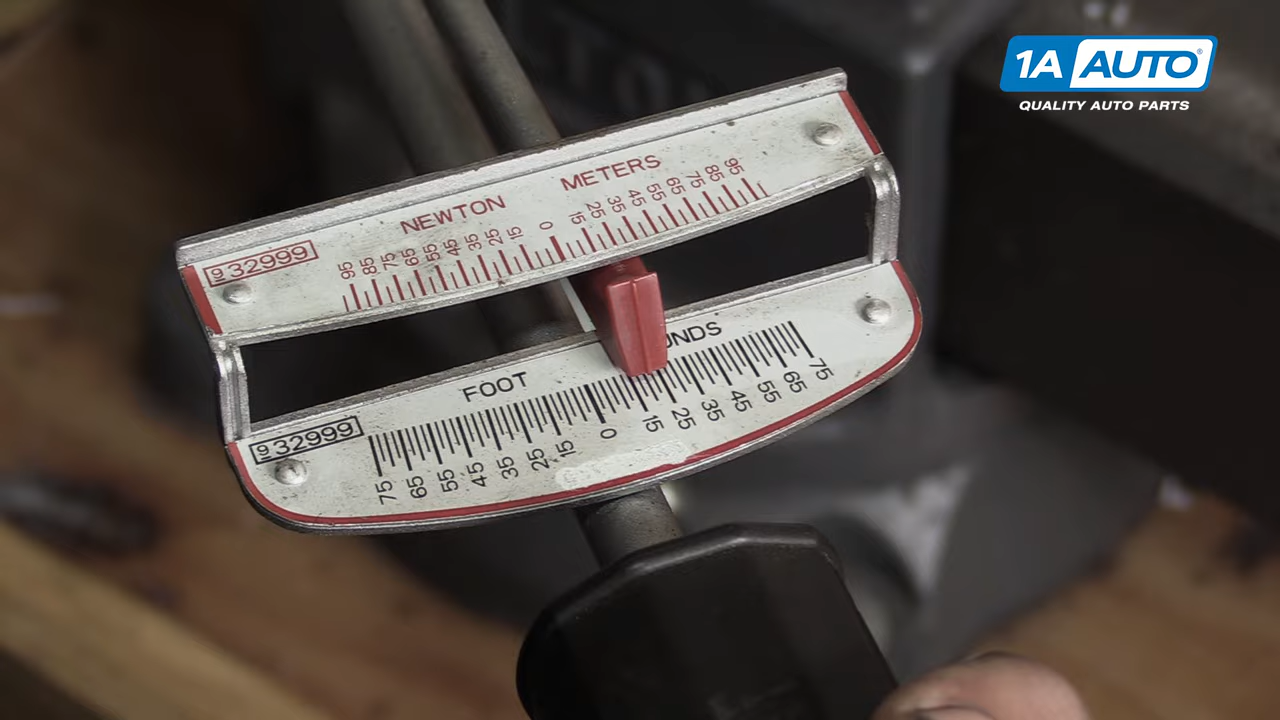 1A AUTO®
QUALITY AUTO PARTS
NEWTON METERS
932999
95 85 75 65 55 45 35 25 15 0 15 25 35 45 55 65 75 85 95
FOOT UNDS
932999
75 65 55 45 35 25 15 0 15 25 35 45 55 65 75